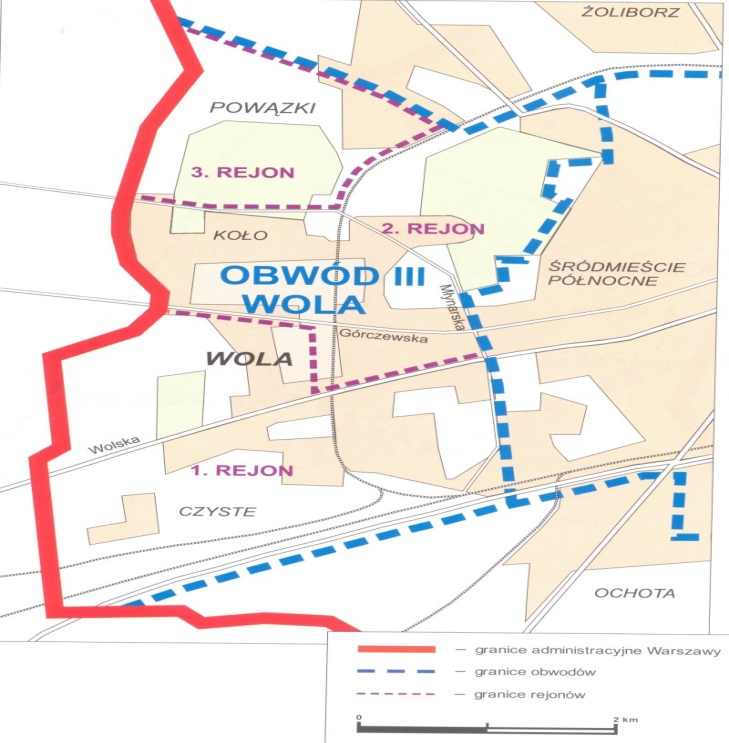 ŻOLIBORZ
POWĄZKI
3. REJON
2. REJON
KOŁO
OBWÓD III
WOLA
ŚRÓDMIEŚCIE
PÓŁNOCNE
Młynarska
Górczewska
WOLA
Wolska
1. REJON
CZYSTE
OCHOTA
– granice administracyjne Warszawy
– granice obwodów
– granice rejonów
0 2 km